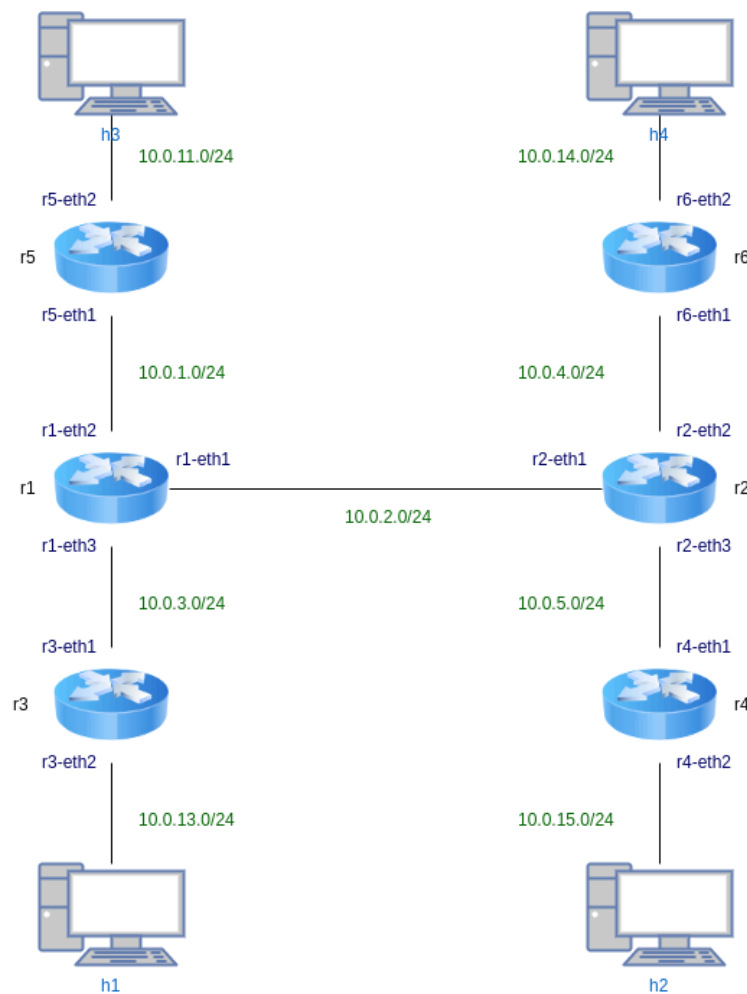 h3
h4
10.0.11.0/24
10.0.14.0/24
r5-eth2
r6-eth2
r5
r6
r5-eth1
r6-eth1
10.0.1.0/24
10.0.4.0/24
r1-eth2
r2-eth2
r1-eth1
r2-eth1
r1
r2
10.0.2.0/24
r1-eth3
r2-eth3
10.0.3.0/24
10.0.5.0/24
r3-eth1
r4-eth1
r3
r4
r3-eth2
r4-eth2
10.0.13.0/24
10.0.15.0/24
h1
h2